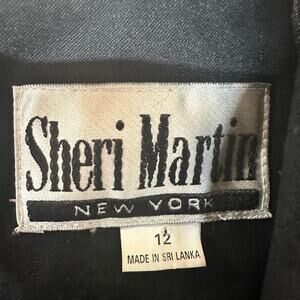 Sheri Martin
NEW YORK
12
MADE IN SRI LANKA